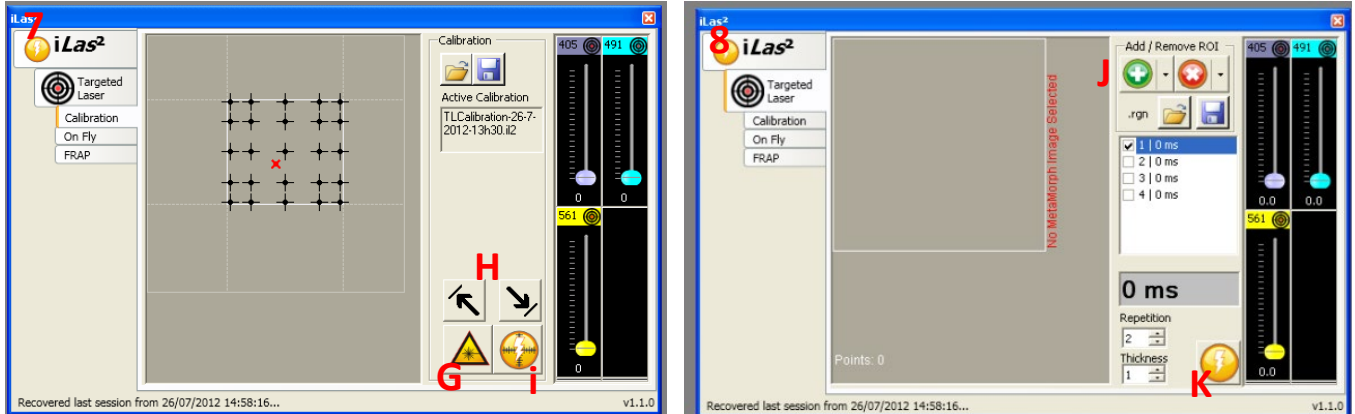 iLas²
7
iLas²
Targeted
Laser
Calibration
On Fly
FRAP
Calibration
Active Calibration
TLCalibration-26-7-
2012-13h30.il2
H
G
i
405
491
0
0
561
0
Recovered last session from 26/07/2012 14:58:16...
v1.1.0
iLas²
8
iLas²
Targeted
Laser
Calibration
On Fly
FRAP
No MetaMorph Image Selected
Points: 0
Add / Remove ROI
J
.rgn
1 | 0 ms
2 | 0 ms
3 | 0 ms
4 | 0 ms
0 ms
Repetition
2
Thickness
1
K
405
491
0.0
0.0
561
0.0
Recovered last session from 26/07/2012 14:58:16...
v1.1.0